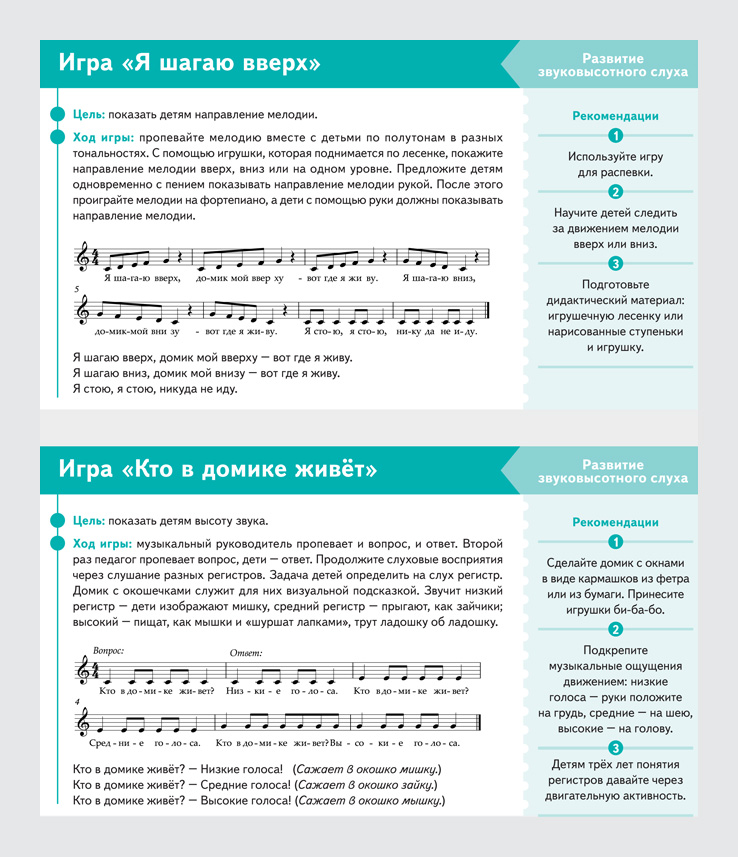 Игра «Я шагаю вверх»
Развитие
звуковысотного слуха
Цель: показать детям направление мелодии.
Ход игры: пропевайте мелодию вместе с детьми по полутонам в разных
тональностях. С помощью игрушки, которая поднимается по лесенке, покажите
направление мелодии вверх, вниз или на одном уровне. Предложите детям
одновременно с пением показывать направление мелодии рукой. После этого
проиграйте мелодии на фортепиано, а дети с помощью руки должны показывать
направление мелодии.
4
4
Я ша-га-ю вверх, до-мик мой ввер ху - вот где я жи ву. Я ша-га-ю вниз,
5
до-мик-мой вни зу - вот где я жи-ву. Я сто-ю, я сто-ю, ни-ку да не и-ду.
Я шагаю вверх, домик мой вверху — вот где я живу.
Я шагаю вниз, домик мой внизу — вот где я живу.
Я стою, я стою, никуда не иду.
Рекомендации
1
Используйте игру
для распевки.
2
Научите детей следить
за движением мелодии
вверх или вниз.
3
Подготовьте
дидактический материал:
игрушечную лесенку или
нарисованные ступеньки
и игрушку.
Игра «Кто в домике живёт»
Развитие
звуковысотного слуха
Цель: показать детям высоту звука.
Ход игры: музыкальный руководитель пропевает и вопрос, и ответ. Второй
раз педагог пропевает вопрос, дети — ответ. Продолжите слуховые восприятия
через слушание разных регистров. Задача детей определить на слух регистр.
Домик с окошечками служит для них визуальной подсказкой. Звучит низкий
регистр — дети изображают мишку, средний регистр — прыгают, как зайчики;
высокий — пищат, как мышки и «шуршат лапками», трут ладошку об ладошку.
Вопрос: Ответ:
4
4
Кто в до-ми-ке жи-вет? Низ-ки-е го-ло-са. Кто в до-ми-ке жи-вет?
4
Сред-ни-е го-ло-са. Кто в до-ми-ке жи-вет? Вы-со-ки-е го-ло-са.
Кто в домике живёт? — Низкие голоса! (Сажает в окошко мишку.)
Кто в домике живёт? — Средние голоса! (Сажает в окошко зайку.)
Кто в домике живёт? — Высокие голоса! (Сажает в окошко мышку.)
Рекомендации
1
Сделайте домик с окнами
в виде кармашков из фетра
или из бумаги. Принесите
игрушки би-ба-бо.
2
Подкрепите
музыкальные ощущения
движением: низкие
голоса — руки положите
на грудь, средние — на шею,
высокие — на голову.
3
Детям трёх лет понятия
регистров давайте через
двигательную активность.